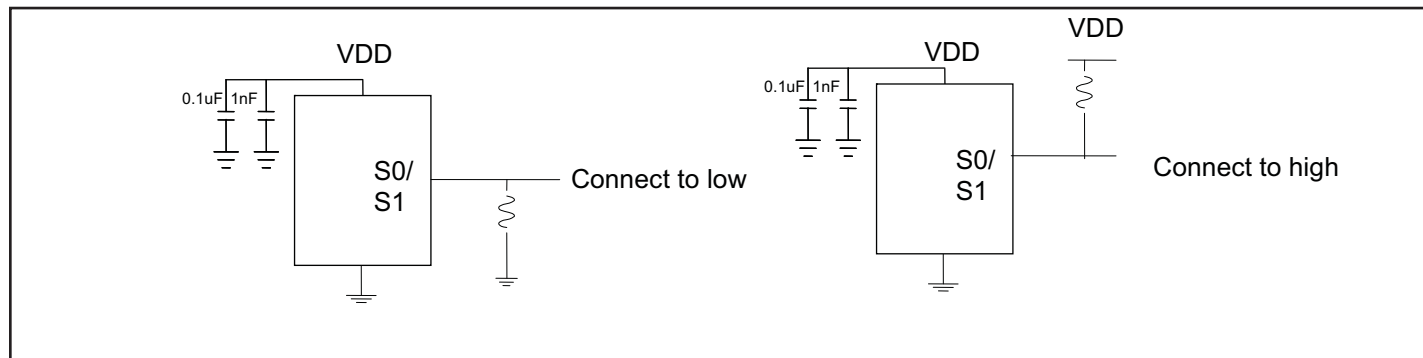 VDD
0.1uF 1nF
S0/
S1
Connect to low
VDD
VDD
0.1uF 1nF
S0/
S1
Connect to high